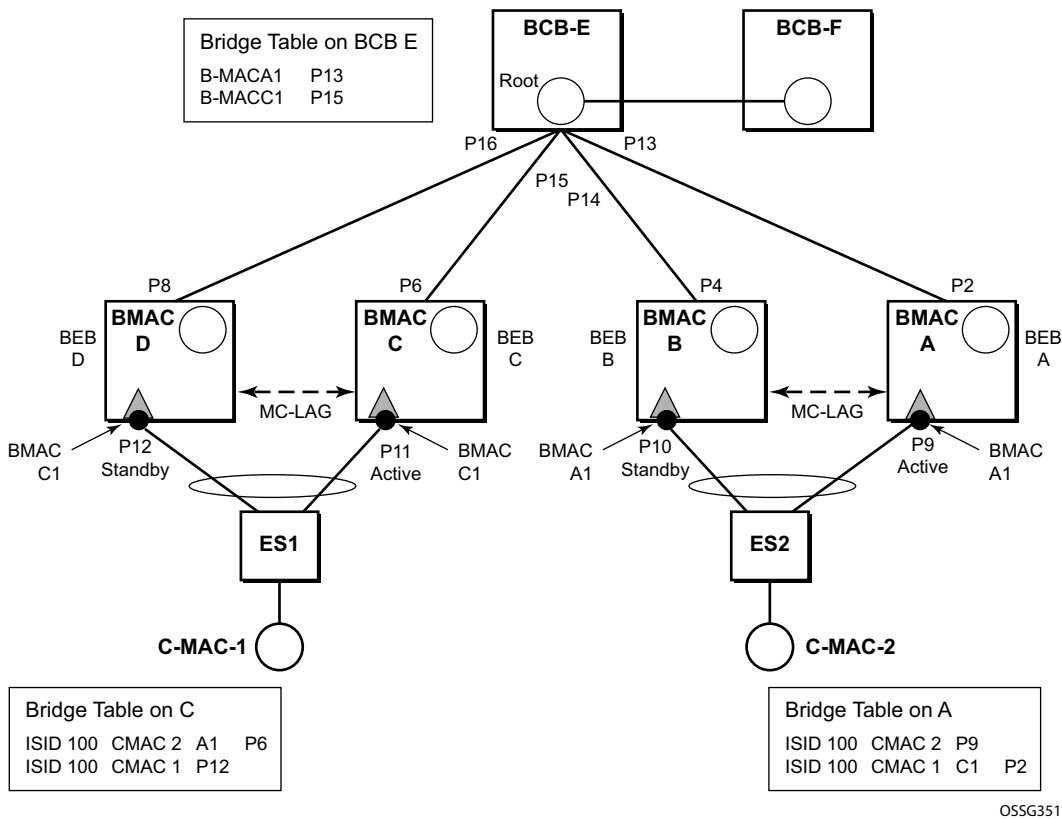 BCB-E
BCB-F
Bridge Table on BCB E
B-MACA1 P13
B-MACC1 P15
Root
P16
P13
P15
P14
P8
P6
P4
P2
BEB
D
BMAC
D
BMAC
C
BEB
C
BEB
B
BMAC
B
BMAC
A
BEB
A
MC-LAG
MC-LAG
BMAC
C1
P12
Standby
P11
Active
BMAC
C1
BMAC
A1
P10
Standby
P9
Active
BMAC
A1
ES1
ES2
C-MAC-1
C-MAC-2
Bridge Table on C
ISID 100 CMAC 2 A1 P6
ISID 100 CMAC 1 P12
Bridge Table on A
ISID 100 CMAC 2 P9
ISID 100 CMAC 1 C1 P2
OSSG351